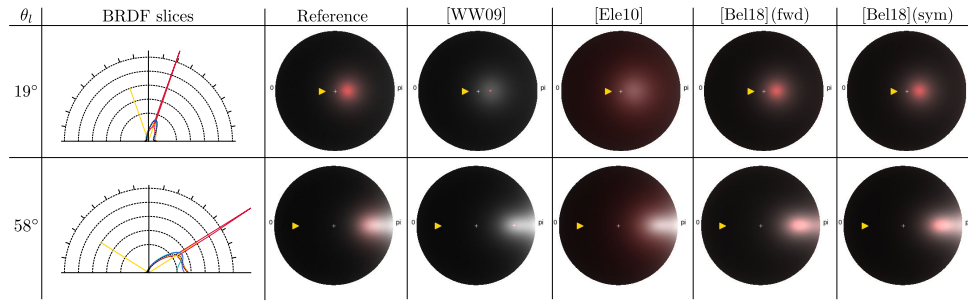 θl BRDF slices Reference [WW09] [Ele10] [Bel18](fwd) [Bel18](sym)
19° pi 0 pi 0 pi 0 pi 0 pi
58° 0 pi 0 pi 0 pi 0 pi 0 pi